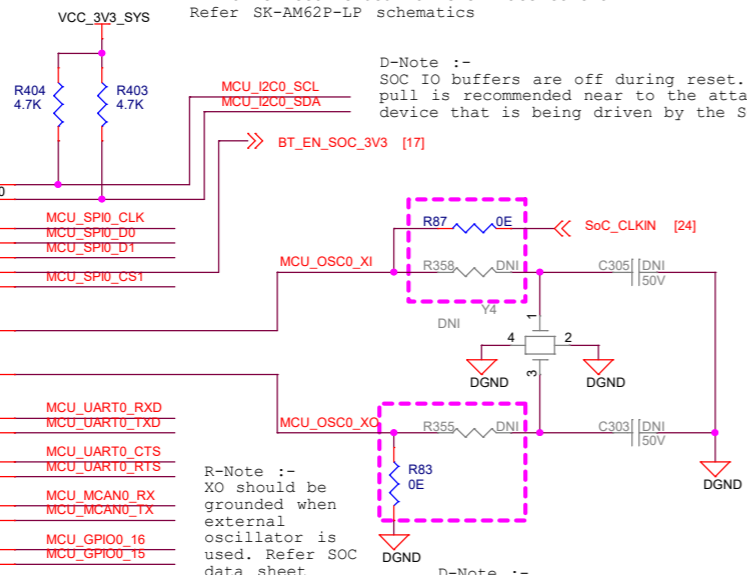 Refer SK-AM62P-LP schematics
VCC_3V3_SYS
D-Note :-
SOC IO buffers are off during reset.
pull is recommended near to the atta
device that is being driven by the S
R404
4.7K
R403
4.7K
MCU_I2C0_SCL
MCU_I2C0_SDA
BT_EN_SOC_3V3 [17]
MCU_SPI0_CLK
MCU_SPI0_D0
MCU_SPI0_D1
MCU_SPI0_CS1
R87 0E
SoC_CLKIN [24]
MCU_OSC0_XI
R358 DNI
C305 DNI
50V
Y4
DNI
1
4 2
3
DGND DGND
MCU_UART0_RXD
MCU_UART0_TXD
MCU_UART0_CTS
MCU_UART0_RTS
MCU_MCAN0_RX
MCU_MCAN0_TX
MCU_GPIO0_16
MCU_GPIO0_15
MCU_OSC0_XO
R355 DNI
C303 DNI
50V
R83
0E
DGND
DGND
R-Note :-
XO should be
grounded when
external
oscillator is
used. Refer SOC
data sheet
D-Note :-